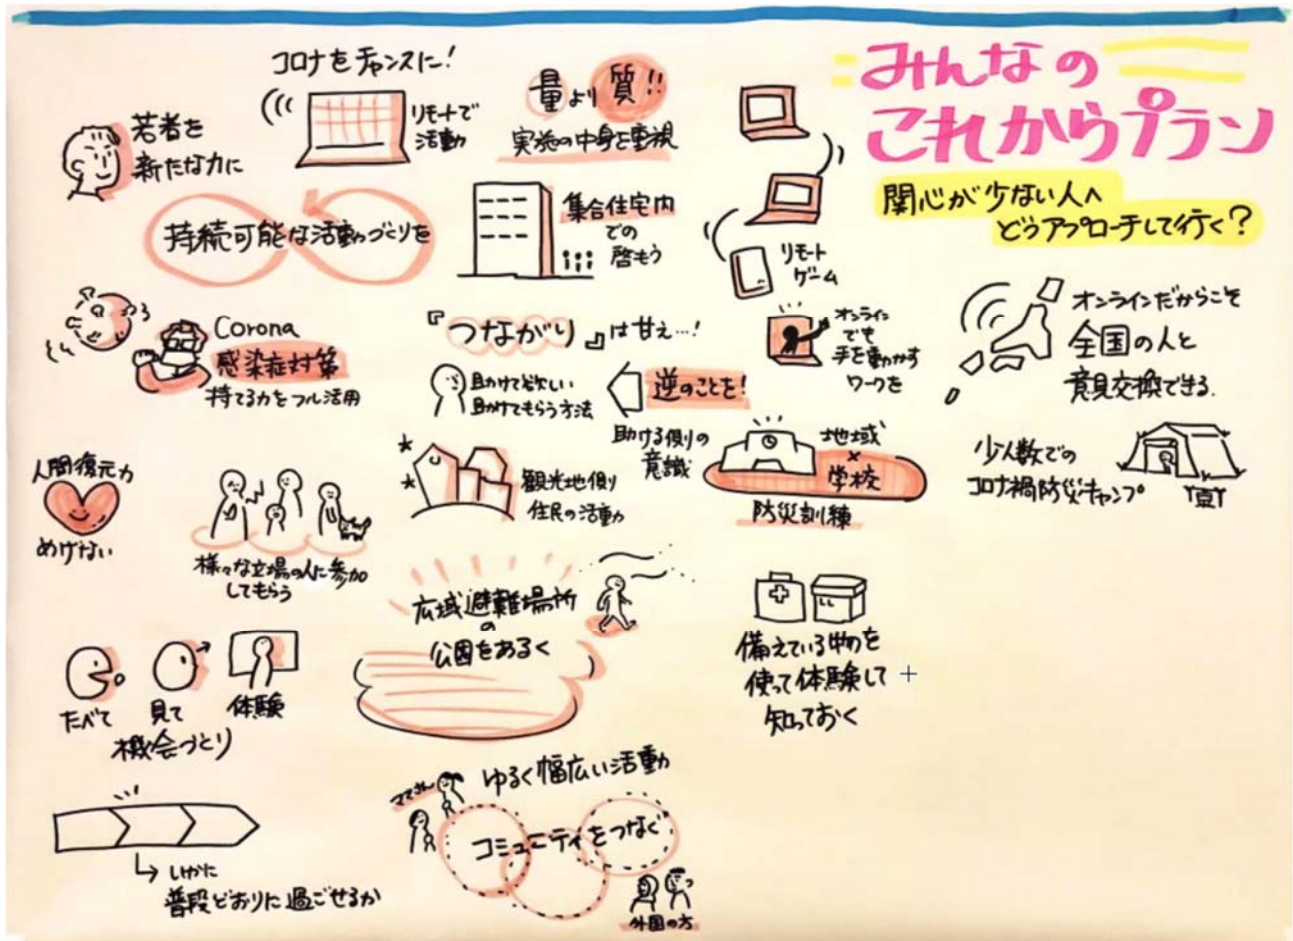 みんなの
これからプラン
関心が少ない人へ
どうアプローチして行く?
コロナをチャンスに!
リモートで
活動
若者を
新たな力に
持続可能な活動づくりを
量より質!!
実施の中身を重視
集合住宅内
での
啓もう
リモート
ゲーム
Corona
感染症対策
持てる力をフル活用
『つながり』は甘え…!
助けて欲しい
助けてもらう方法
逆のことを!
助ける側の
意識
オンライン
でも
手を動かす
ワークを
オンラインだからこそ
全国の人と
意見交換できる.
人間復元力
めげない
様々な立場の人に参加
してもらう
観光地側
住民の活動
地域
×
学校
防災訓練
少人数での
コロナ禍防災キャンプ
広域避難場所
の
公園をあるく
備えている物を
使って体験して
知っておく
たべて
見て
体験
機会づくり
いかに
普段どおりに過ごせるか
ゆるく幅広い活動
ママさん
コミュニティをつなぐ
外国の方